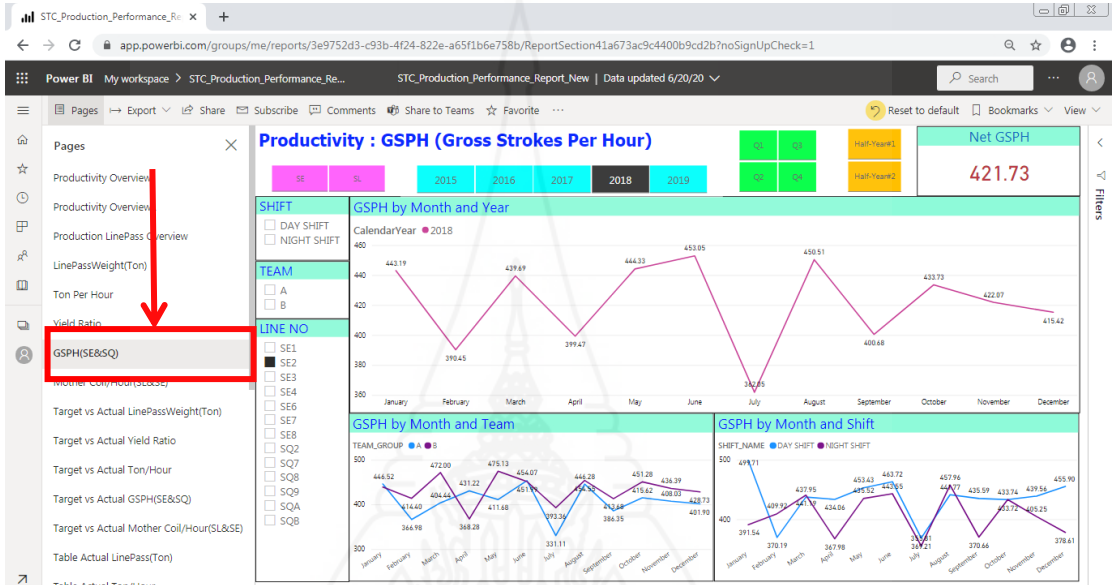 STC_Production_Performance_Re
app.powerbi.com/groups/me/reports/3e9752d3-c93b-4f24-822e-a65f1b6e758b/ReportSection41a673ac9c4400b9cd2b?noSignUpCheck=1
Power BI My workspace > STC_Production_Performance_Re... STC_Production_Performance_Report_New | Data updated 6/20/20 Search
Pages Export Share Subscribe Comments Share to Teams Favorite ... Reset to default Bookmarks View
Pages
Productivity Overview
Productivity Overview
Production LinePass Overview
LinePassWeight(Ton)
Ton Per Hour
Yield Ratio
GSPH(SE&SQ)
Mother Coil/Hour(SL&SE)
Target vs Actual LinePassWeight(Ton)
Target vs Actual Yield Ratio
Target vs Actual Ton/Hour
Target vs Actual GSPH(SE&SQ)
Target vs Actual Mother Coil/Hour(SL&SE)
Table Actual LinePass(Ton)
Table Actual Ton/Hour
Productivity : GSPH (Gross Strokes Per Hour)
SE SL
2015 2016 2017 2018 2019
Q1 Q3
Q2 Q4
Half-Year#1
Half-Year#2
Net GSPH
421.73
Filters
SHIFT
DAY SHIFT
NIGHT SHIFT
TEAM
A
B
LINE NO
SE1
SE2
SE3
SE4
SE6
SE7
SE8
SQ2
SQ7
SQ8
SQ9
SQA
SQB
GSPH by Month and Year
CalendarYear 2018
460
440
420
400
380
360
443.19 390.45 439.69 399.47 444.33 453.05 362.05 450.51 400.68 433.73 422.07 415.42
January February March April May June July August September October November December
GSPH by Month and Team
TEAM_GROUP A B
500
400
300
446.52 414.40 366.98 472.00 404.44 431.22 368.28 475.13 411.68 454.07 393.36 331.11 446.28 386.35 451.28 415.62 436.39 408.03 428.73 401.90
January February March April May June July August September October November December
GSPH by Month and Shift
SHIFT_NAME DAY SHIFT NIGHT SHIFT
500
400
499.71 391.54 409.92 370.19 437.95 434.06 367.98 453.43 435.52 463.72 367.21 457.96 435.59 370.66 433.74 433.72 439.56 405.25 455.90 378.61
January February March April May June July August September October November December